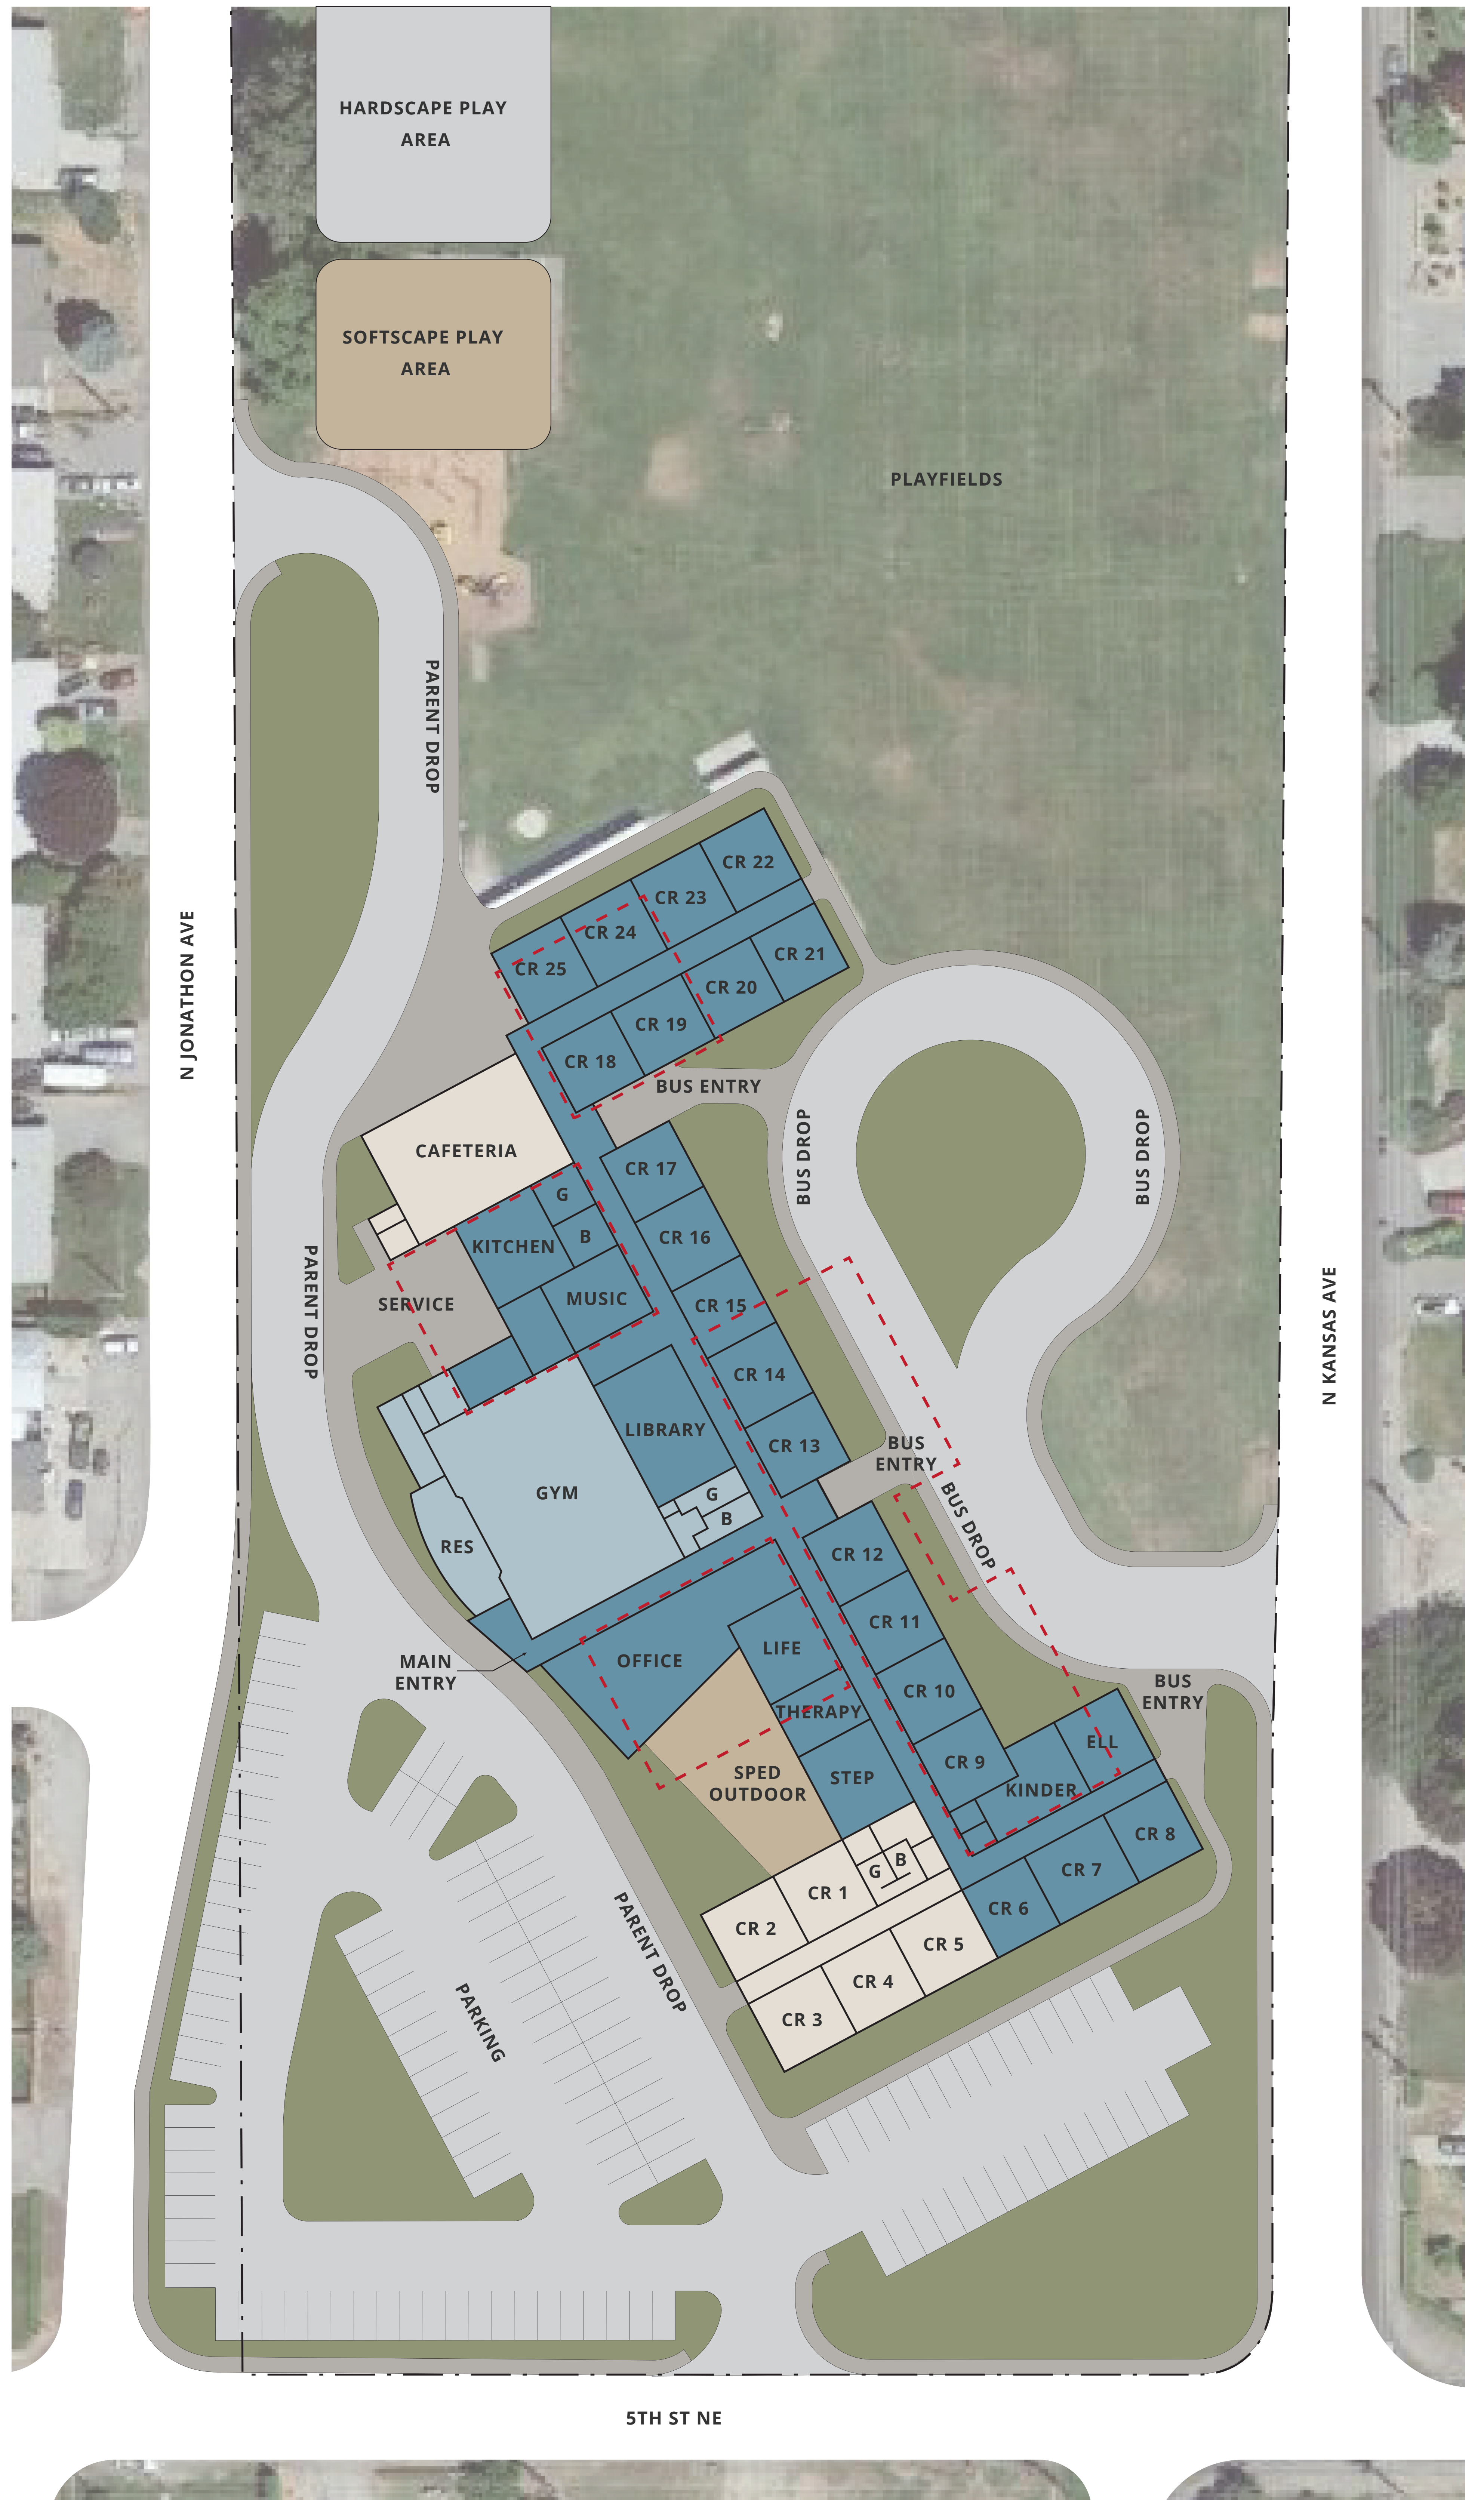 HARDSCAPE PLAY
AREA
SOFTSCAPE PLAY
AREA
PLAYFIELDS
PARENT DROP
N JONATHON AVE
CR 22
CR 23
CR 24
CR 25
CR 21
CR 20
CR 19
CR 18
BUS ENTRY
BUS DROP
BUS DROP
CAFETERIA
CR 17
G
B
KITCHEN
CR 16
MUSIC
SERVICE
CR 15
PARENT DROP
N KANSAS AVE
CR 14
LIBRARY
CR 13
BUS
ENTRY
GYM
G
B
BUS DROP
RES
CR 12
CR 11
LIFE
OFFICE
MAIN
ENTRY
CR 10
BUS
ENTRY
THERAPY
ELL
CR 9
STEP
SPED
OUTDOOR
KINDER
CR 8
B
G
CR 7
CR 1
CR 2
CR 6
CR 5
CR 4
CR 3
PARENT DROP
PARKING
5TH ST NE